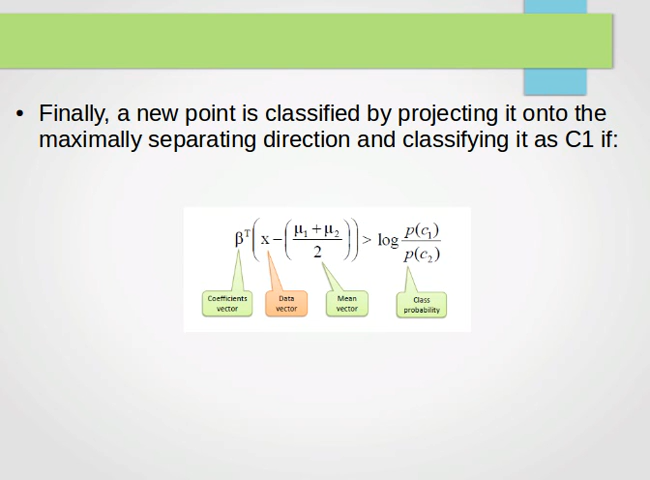 • Finally, a new point is classified by projecting it onto the
maximally separating direction and classifying it as C1 if:
β^T(x−((μ₁+μ₂)/2)) > log p(c₁)/p(c₂)
Coefficients
vector
Data
vector
Mean
vector
Class
probability